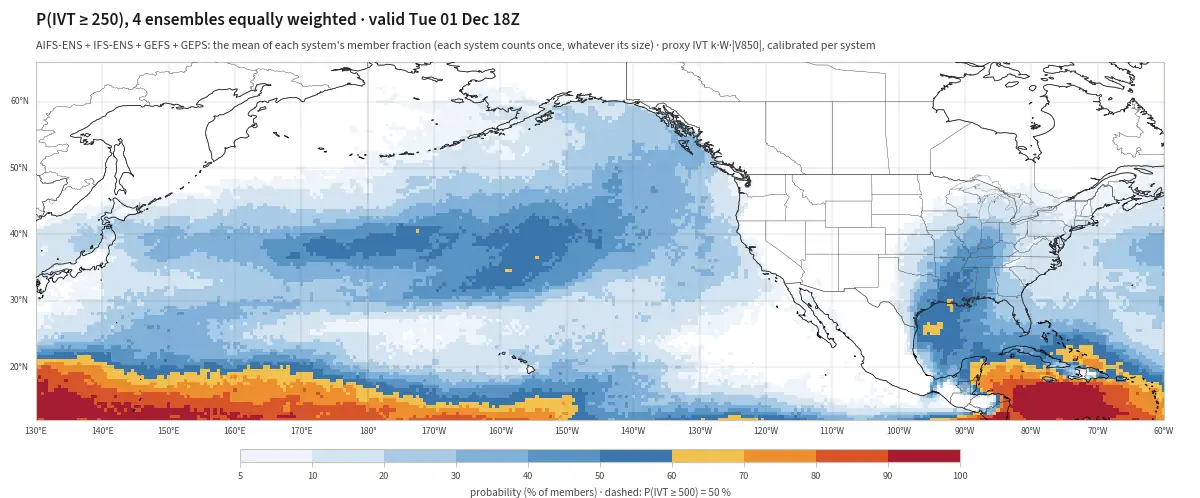 P(IVT ≥ 250), 4 ensembles equally weighted · valid Tue 01 Dec 18Z
AIFS-ENS + IFS-ENS + GEFS + GEPS: the mean of each system's member fraction (each system counts once, whatever its size) · proxy IVT k·W·|V850|, calibrated per system
60°N
50°N
40°N
30°N
20°N
130°E 140°E 150°E 160°E 170°E 180° 170°W 160°W 150°W 140°W 130°W 120°W 110°W 100°W 90°W 80°W 70°W 60°W
5 10 20 30 40 50 60 70 80 90 100
probability (% of members) · dashed: P(IVT ≥ 500) = 50 %